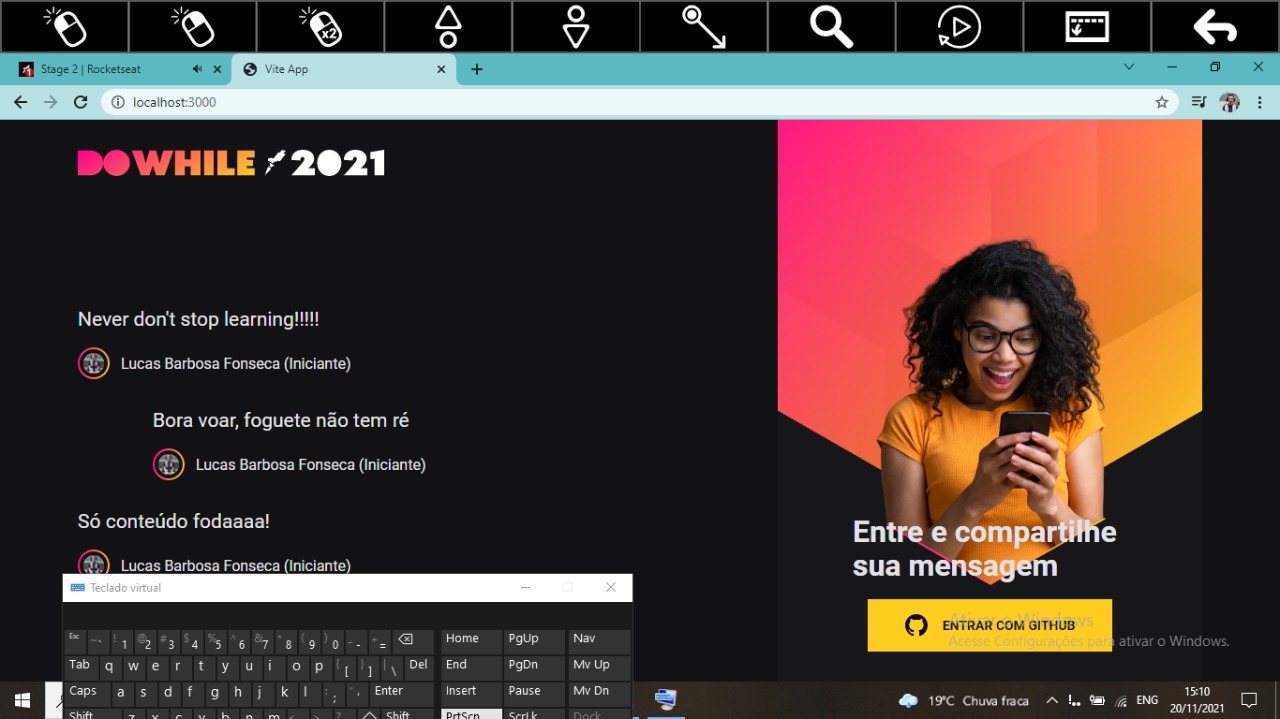 x2
Stage 2 | Rocketseat
Vite App
localhost:3000
DOWHILE 2021
Never don't stop learning!!!!!
Lucas Barbosa Fonseca (Iniciante)
Bora voar, foguete não tem ré
Lucas Barbosa Fonseca (Iniciante)
Só conteúdo fodaaaa!
Lucas Barbosa Fonseca (Iniciante)
Entre e compartilhe
sua mensagem
ENTRAR COM GITHUB
Ativar o Windows
Acesse Configurações para ativar o Windows.
Teclado virtual
Esc ~ ` ! 1 @ 2 # 3 $ 4 % 5 ^ 6 & 7 * 8 ( 9 ) 0 _ - + = Home PgUp Nav
Tab q w e r t y u i o p { [ } ] | \ Del End PgDn Mv Up
Caps a s d f g h j k l : ; " ' Enter Insert Pause Mv Dn
Shift z x c v b n m < > ? Shift PrtScn ScrLk Dock
19°C Chuva fraca
ENG
15:10
20/11/2021